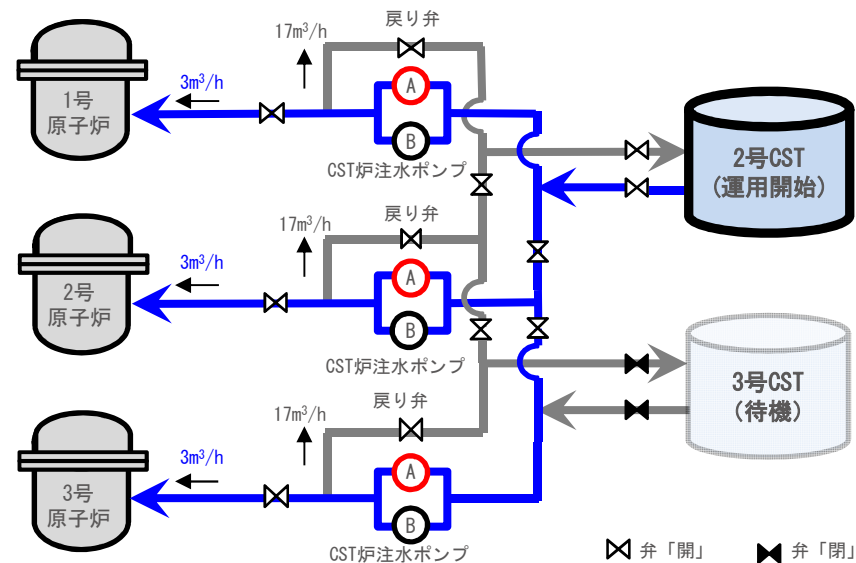 戻り弁
17m³/h
3m³/h
1号
原子炉
A
B
CST炉注水ポンプ
2号CST
(運用開始)
戻り弁
17m³/h
3m³/h
2号
原子炉
A
B
CST炉注水ポンプ
3号CST
(待機)
戻り弁
17m³/h
3m³/h
3号
原子炉
A
B
CST炉注水ポンプ
弁「開」
弁「閉」